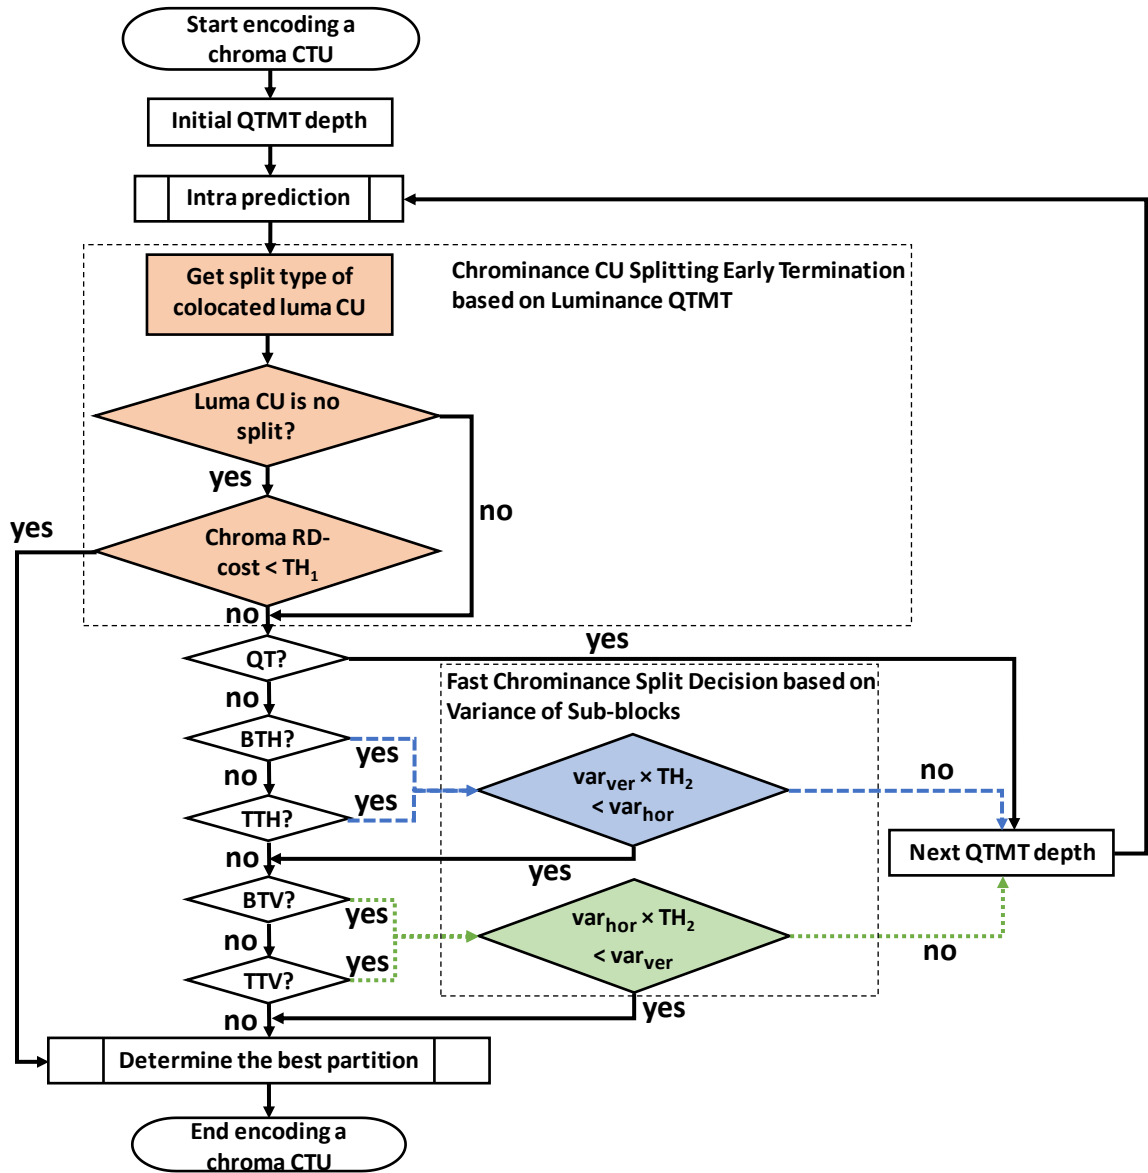 Start encoding a
chroma CTU
Initial QTMT depth
Intra prediction
Chrominance CU Splitting Early Termination
based on Luminance QTMT
Get split type of
colocated luma CU
Luma CU is no
split?
yes
no
yes
Chroma RD-
cost < TH₁
no
QT?
yes
no
Fast Chrominance Split Decision based on
Variance of Sub-blocks
BTH?
yes
no
var_ver × TH₂
< var_hor
no
TTH?
yes
no
yes
Next QTMT depth
BTV?
yes
no
var_hor × TH₂
< var_ver
no
TTV?
yes
no
yes
Determine the best partition
End encoding a
chroma CTU